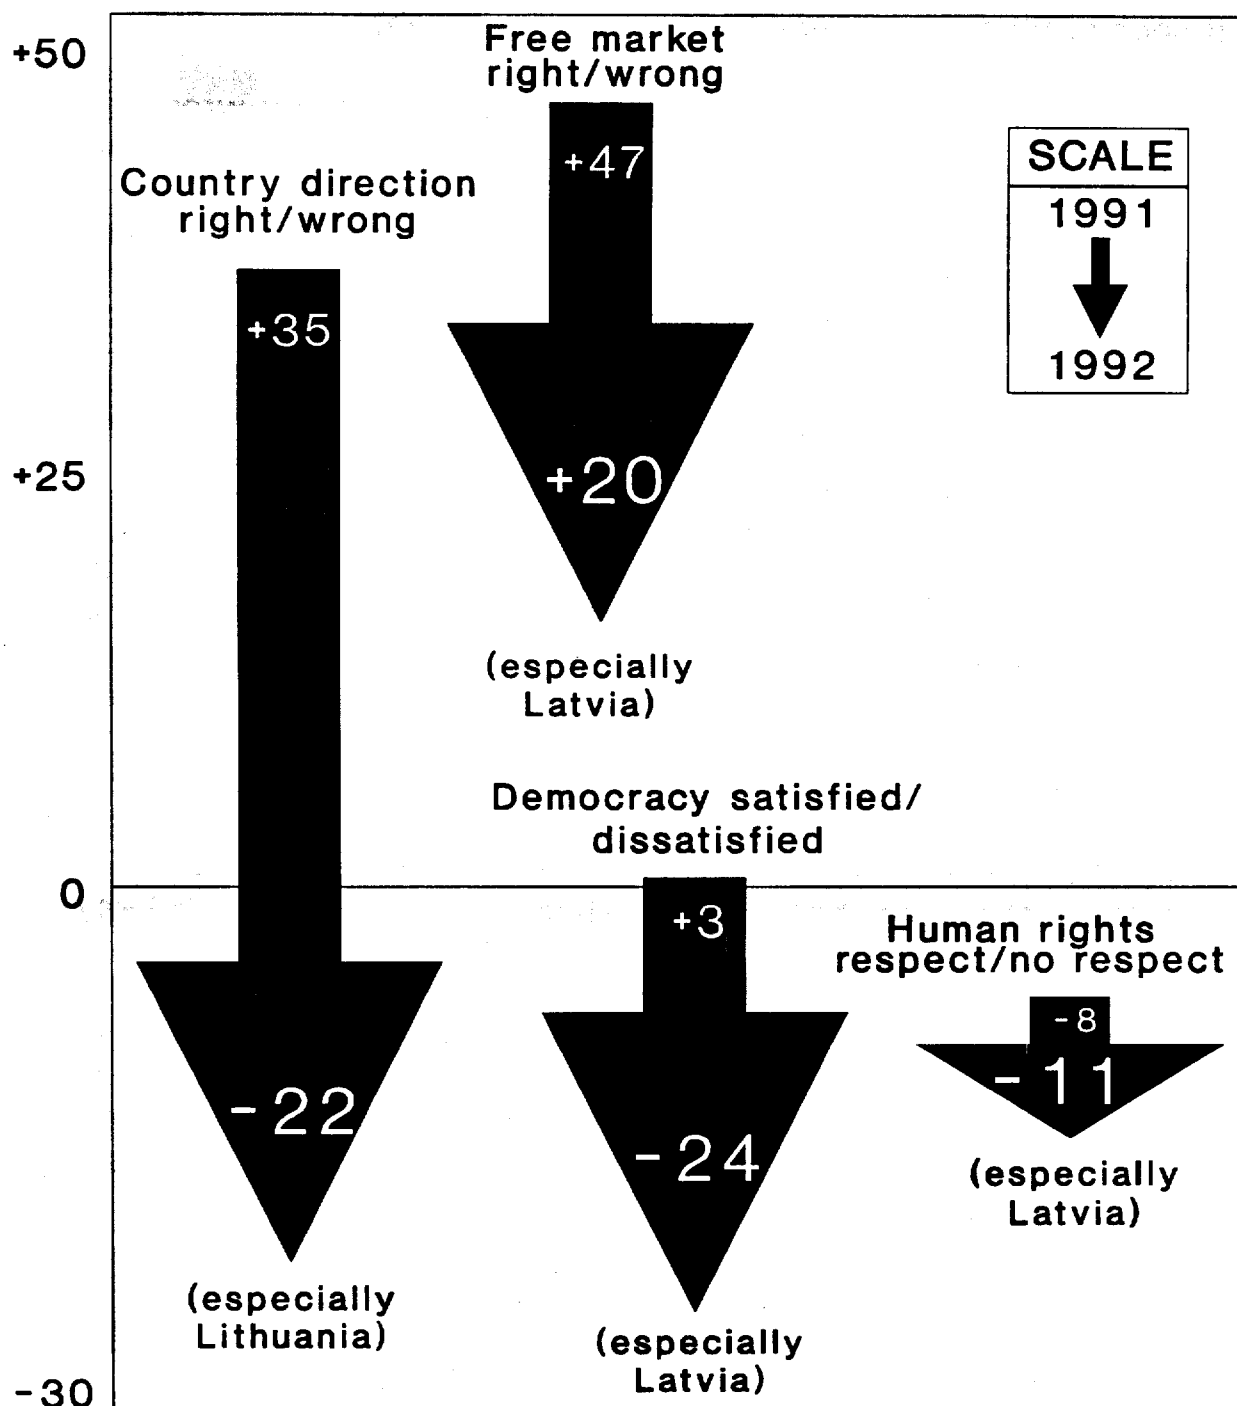 +50
Free market
right/wrong
+47
SCALE
1991
1992
Country direction
right/wrong
+35
+25
+20
(especially
Latvia)
Democracy satisfied/
dissatisfied
0
+3
Human rights
respect/no respect
-8
-11
-22
-24
(especially
Latvia)
(especially
Lithuania)
(especially
Latvia)
-30